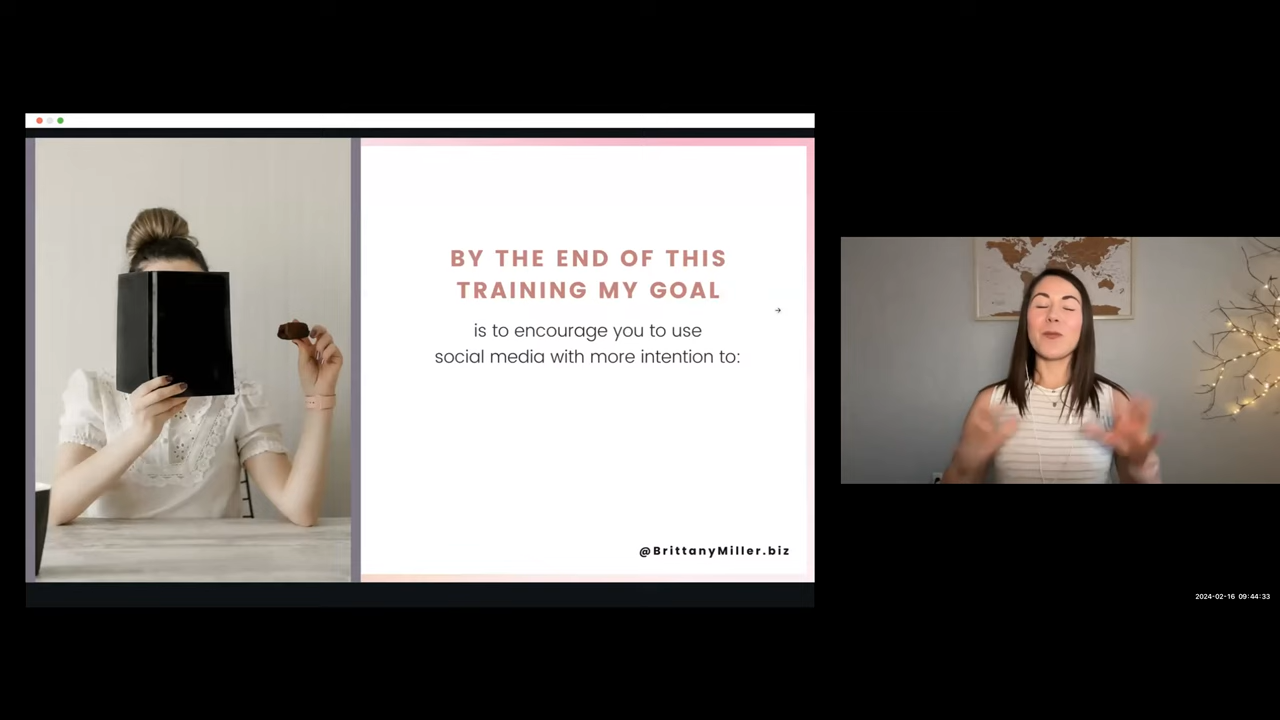 BY THE END OF THIS
TRAINING MY GOAL
is to encourage you to use
social media with more intention to:
@BrittanyMiller.biz
2024-02-16 09:44:33